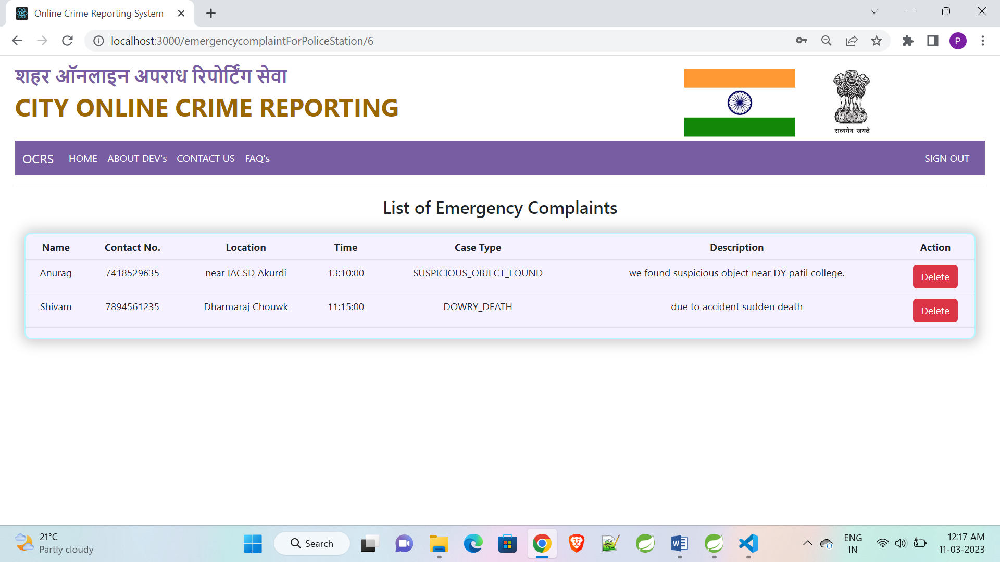 Online Crime Reporting System
localhost:3000/emergencycomplaintForPoliceStation/6
P
शहर ऑनलाइन अपराध रिपोर्टिंग सेवा
CITY ONLINE CRIME REPORTING
सत्यमेव जयते
OCRS HOME ABOUT DEV's CONTACT US FAQ's SIGN OUT
List of Emergency Complaints
Name Contact No. Location Time Case Type Description Action
Anurag 7418529635 near IACSD Akurdi 13:10:00 SUSPICIOUS_OBJECT_FOUND we found suspicious object near DY patil college. Delete
Shivam 7894561235 Dharmaraj Chouwk 11:15:00 DOWRY_DEATH due to accident sudden death Delete
21°C
Partly cloudy
Search
ENG
IN
12:17 AM
11-03-2023